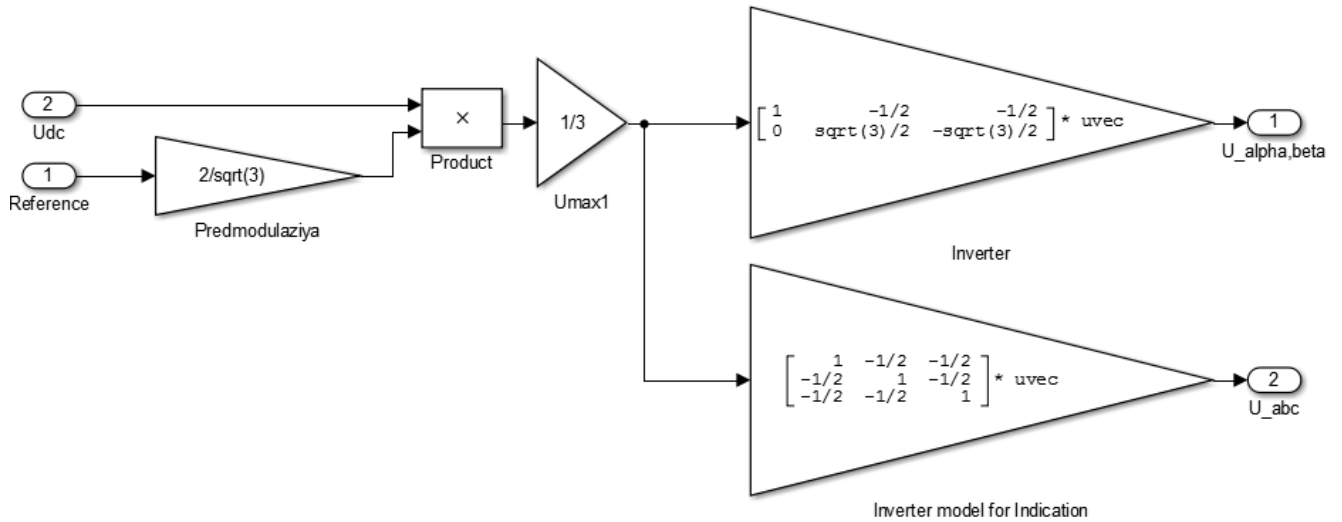 2
Udc
1
Reference
2/sqrt(3)
Predmodulaziya
×
Product
1/3
Umax1
[ 1 -1/2 -1/2
0 sqrt(3)/2 -sqrt(3)/2 ] * uvec
Inverter
1
U_alpha,beta
[ 1 -1/2 -1/2
-1/2 1 -1/2 ] * uvec
-1/2 -1/2 1
Inverter model for Indication
2
U_abc